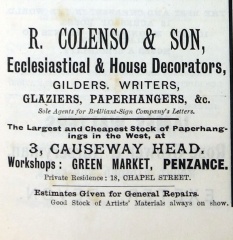 R. COLENSO & SON,
Ecclesiastical & House Decorators,
GILDERS, WRITERS,
GLAZIERS, PAPERHANGERS, &c.
Sole Agents for Brilliant-Sign Company's Letters.
The Largest and Cheapest Stock of Paperhang-
ings in the West, at
3, CAUSEWAY HEAD.
Workshops: GREEN MARKET, PENZANCE.
Private Residence: 18, CHAPEL STREET.
Estimates Given for General Repairs.
Good Stock of Artists' Materials always on show.